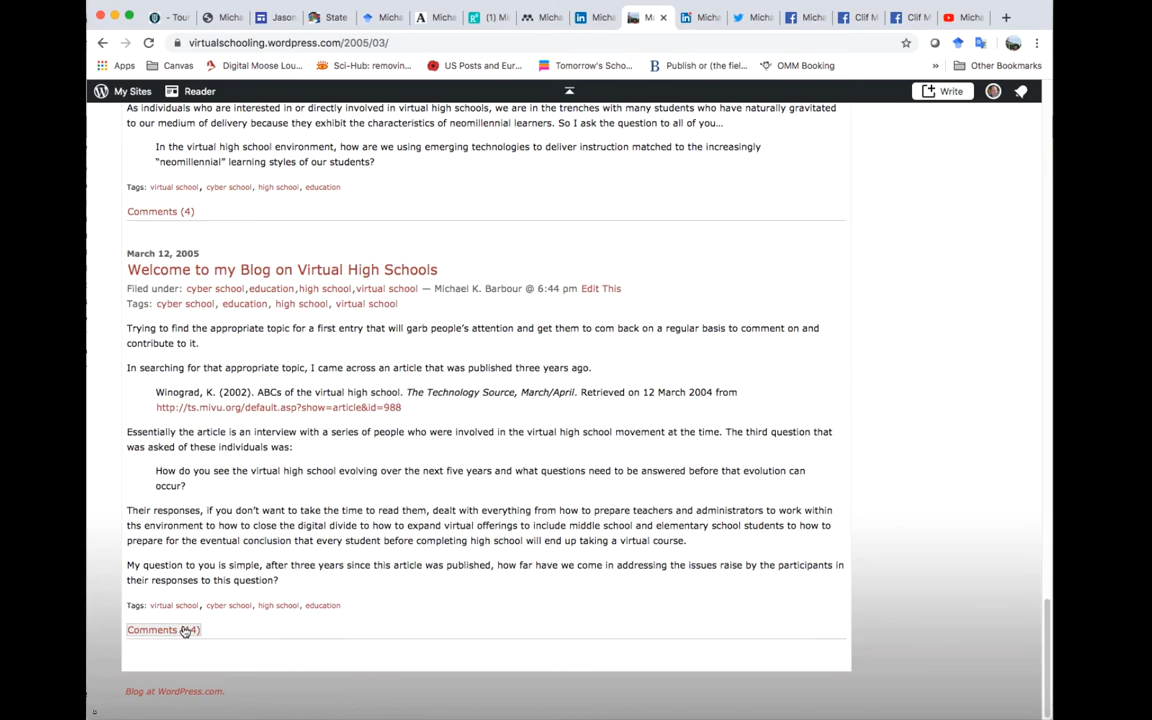 - Tour
Micha
Jason
State
Micha
Micha
(1) Mi
Micha
Micha
Ma
Micha
Micha
Micha
Clif M
Clif M
Micha
virtualschooling.wordpress.com/2005/03/
Apps Canvas Digital Moose Lou... Sci-Hub: removin... US Posts and Eur... Tomorrow's Scho... Publish or (the fiel... OMM Booking » Other Bookmarks
My Sites Reader Write
As individuals who are interested in or directly involved in virtual high schools, we are in the trenches with many students who have naturally gravitated
to our medium of delivery because they exhibit the characteristics of neomillennial learners. So I ask the question to all of you…
In the virtual high school environment, how are we using emerging technologies to deliver instruction matched to the increasingly
“neomillennial” learning styles of our students?
Tags: virtual school, cyber school, high school, education
Comments (4)
March 12, 2005
Welcome to my Blog on Virtual High Schools
Filed under: cyber school,education,high school,virtual school — Michael K. Barbour @ 6:44 pm Edit This
Tags: cyber school, education, high school, virtual school
Trying to find the appropriate topic for a first entry that will garb people’s attention and get them to com back on a regular basis to comment on and
contribute to it.
In searching for that appropriate topic, I came across an article that was published three years ago.
Winograd, K. (2002). ABCs of the virtual high school. The Technology Source, March/April. Retrieved on 12 March 2004 from
http://ts.mivu.org/default.asp?show=article&id=988
Essentially the article is an interview with a series of people who were involved in the virtual high school movement at the time. The third question that
was asked of these individuals was:
How do you see the virtual high school evolving over the next five years and what questions need to be answered before that evolution can
occur?
Their responses, if you don’t want to take the time to read them, dealt with everything from how to prepare teachers and administrators to work within
ths environment to how to close the digital divide to how to expand virtual offerings to include middle school and elementary school students to how to
prepare for the eventual conclusion that every student before completing high school will end up taking a virtual course.
My question to you is simple, after three years since this article was published, how far have we come in addressing the issues raise by the participants in
their responses to this question?
Tags: virtual school, cyber school, high school, education
Comments 4)
Blog at WordPress.com.